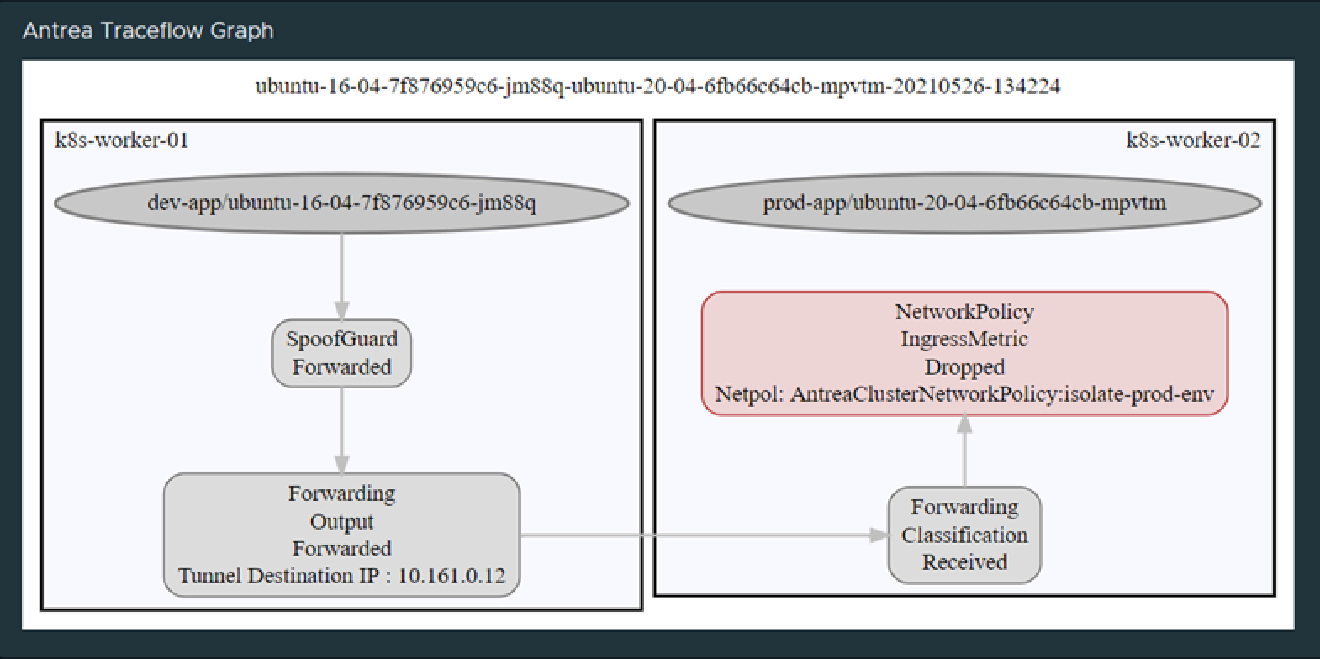 Antrea Traceflow Graph
ubuntu-16-04-7f876959c6-jm88q-ubuntu-20-04-6fb66c64cb-mpvtm-20210526-134224
k8s-worker-01
dev-app/ubuntu-16-04-7f876959c6-jm88q
SpoofGuard
Forwarded
Forwarding
Output
Forwarded
Tunnel Destination IP : 10.161.0.12
k8s-worker-02
prod-app/ubuntu-20-04-6fb66c64cb-mpvtm
NetworkPolicy
IngressMetric
Dropped
Netpol: AntreaClusterNetworkPolicy:isolate-prod-env
Forwarding
Classification
Received